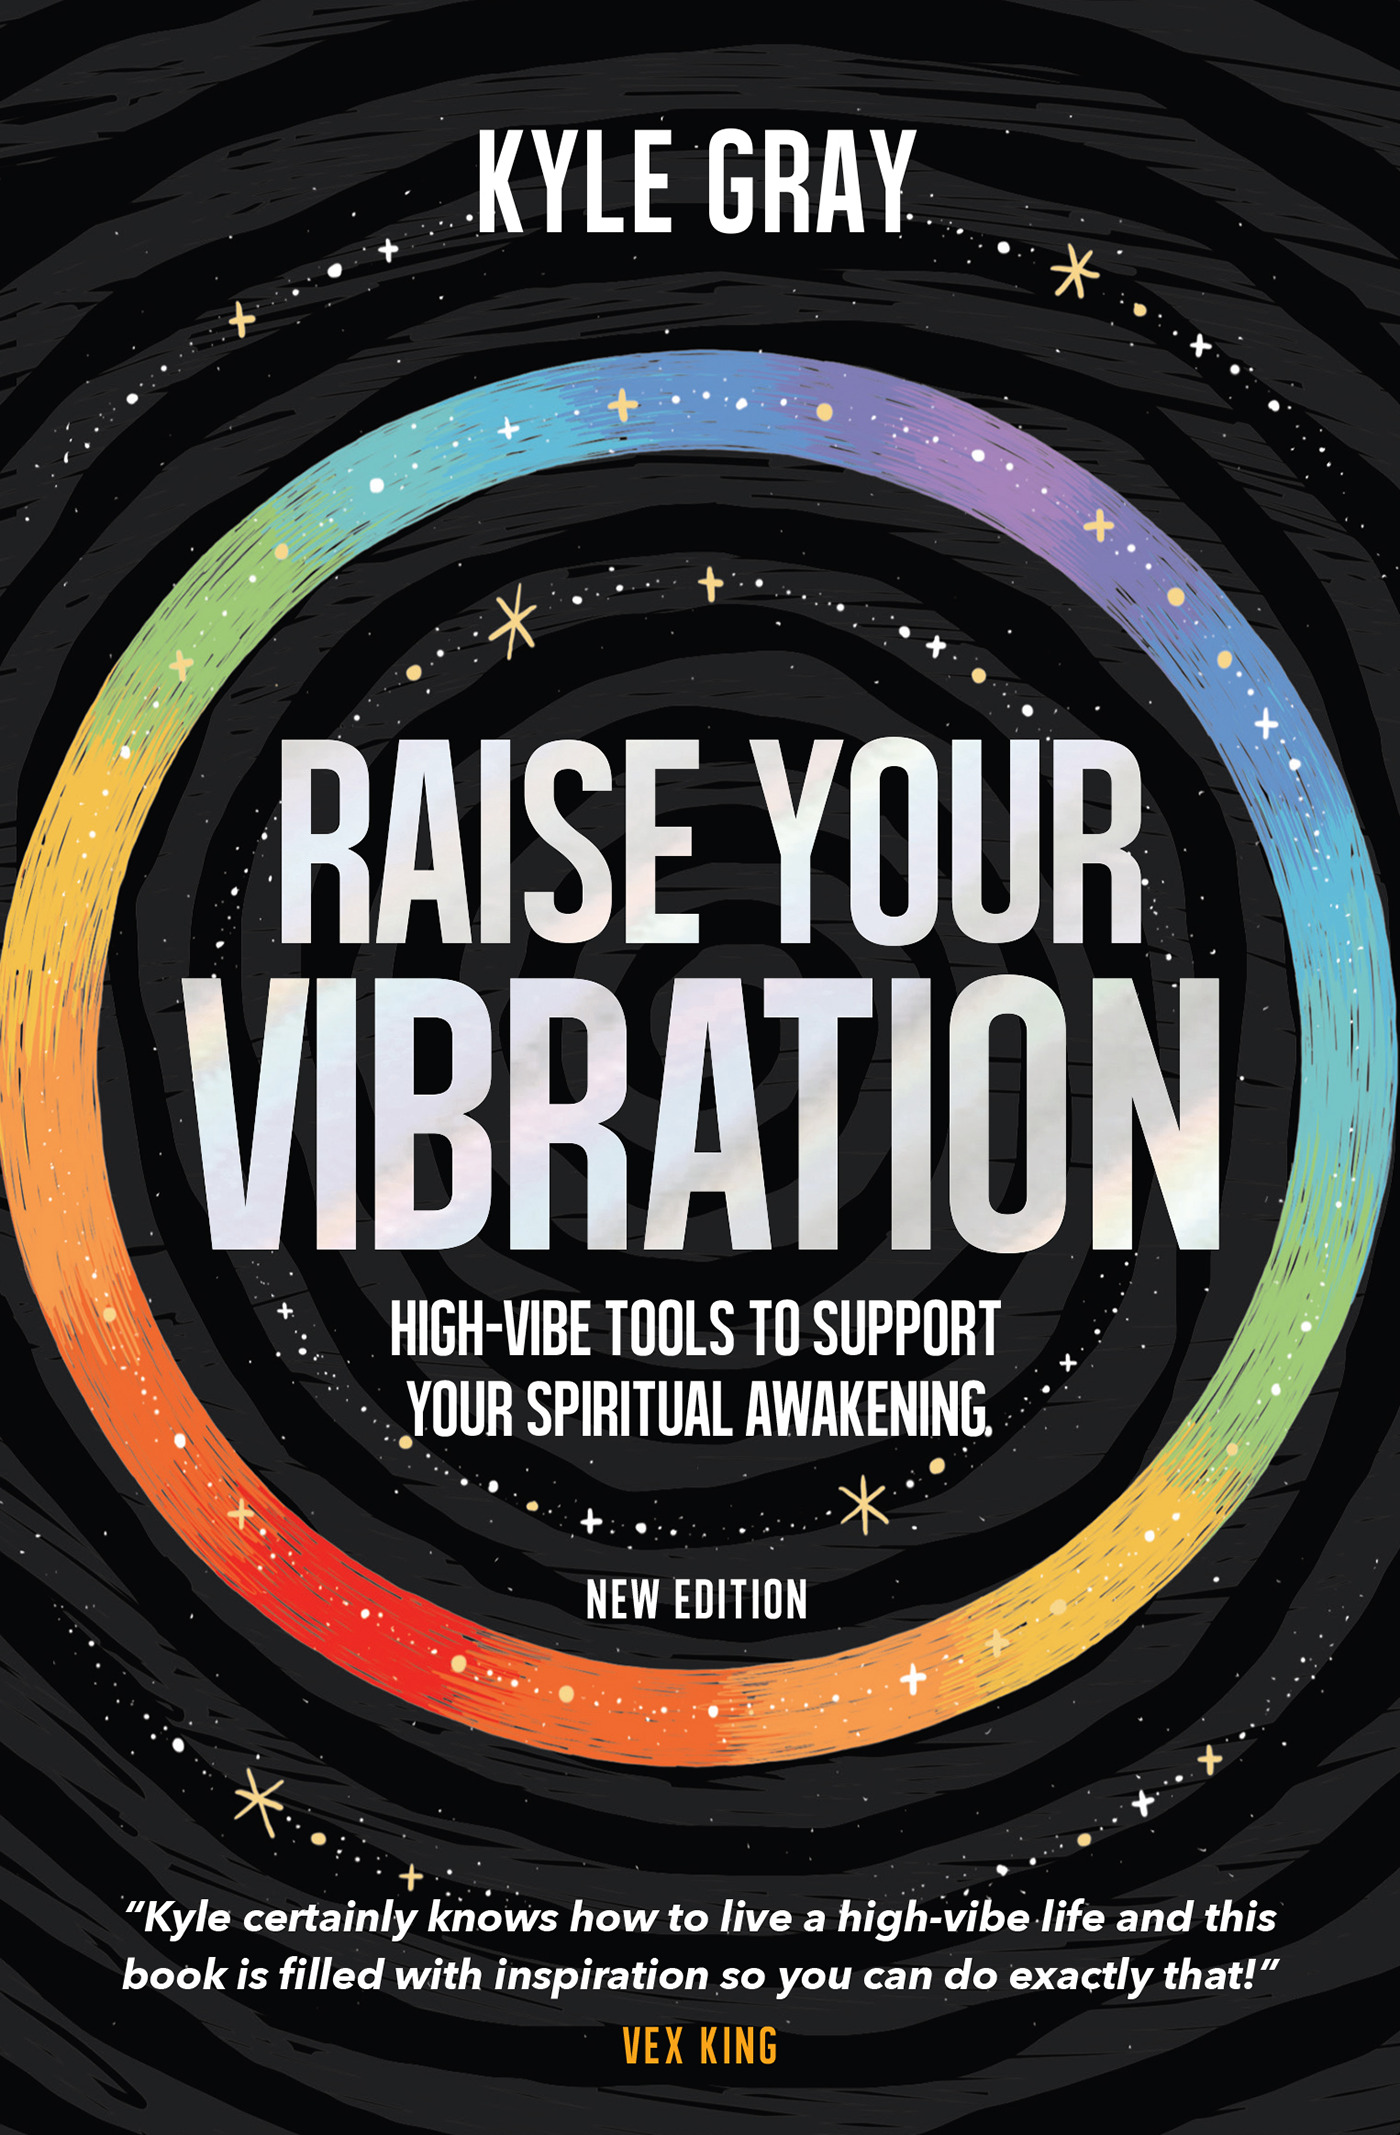 KYLE GRAY
RAISE YOUR
VIBRATION
HIGH-VIBE TOOLS TO SUPPORT
YOUR SPIRITUAL AWAKENING
NEW EDITION
“Kyle certainly knows how to live a high-vibe life and this
book is filled with inspiration so you can do exactly that!”
VEX KING